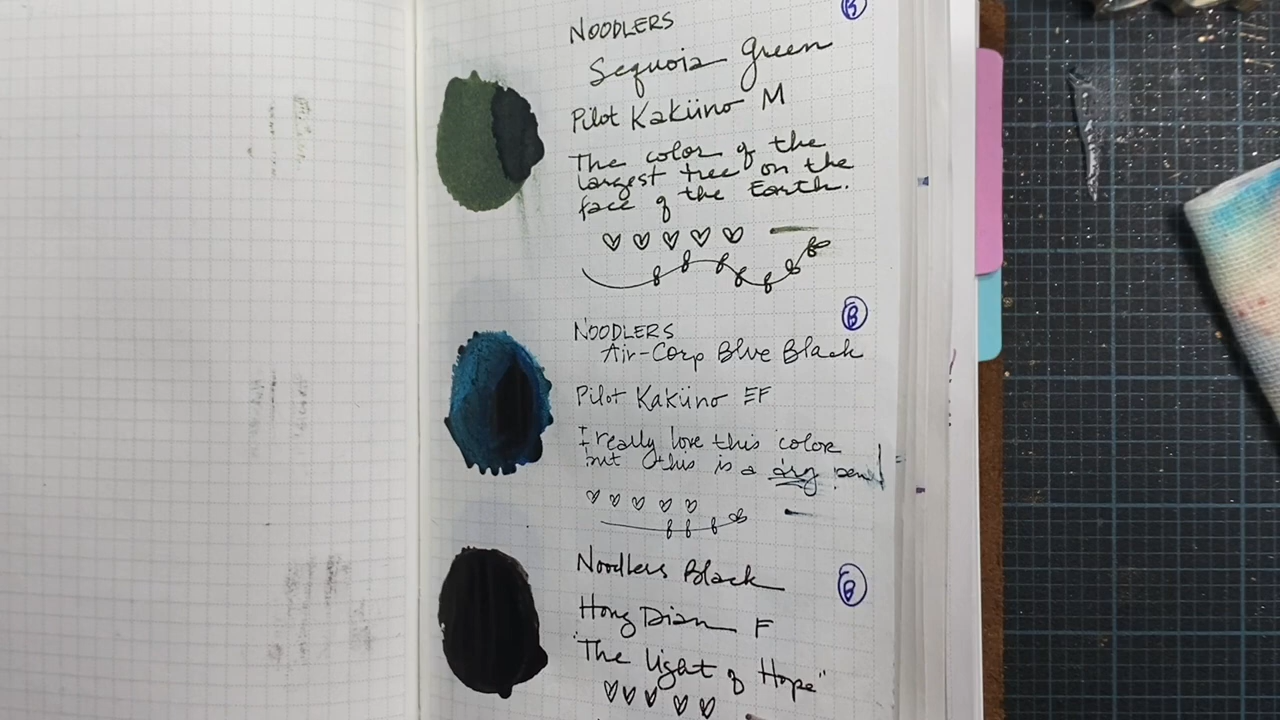 B
NOODLERS
Sequoia Green
Pilot Kakuno M
The color of the
largest tree on the
face of the Earth.
B
NOODLERS
Air-Corp Blue Black
Pilot Kakuno EF
I really love this color
but this is a dry pen!
B
Noodlers Black
Hong Dian F
"The light of Hope"